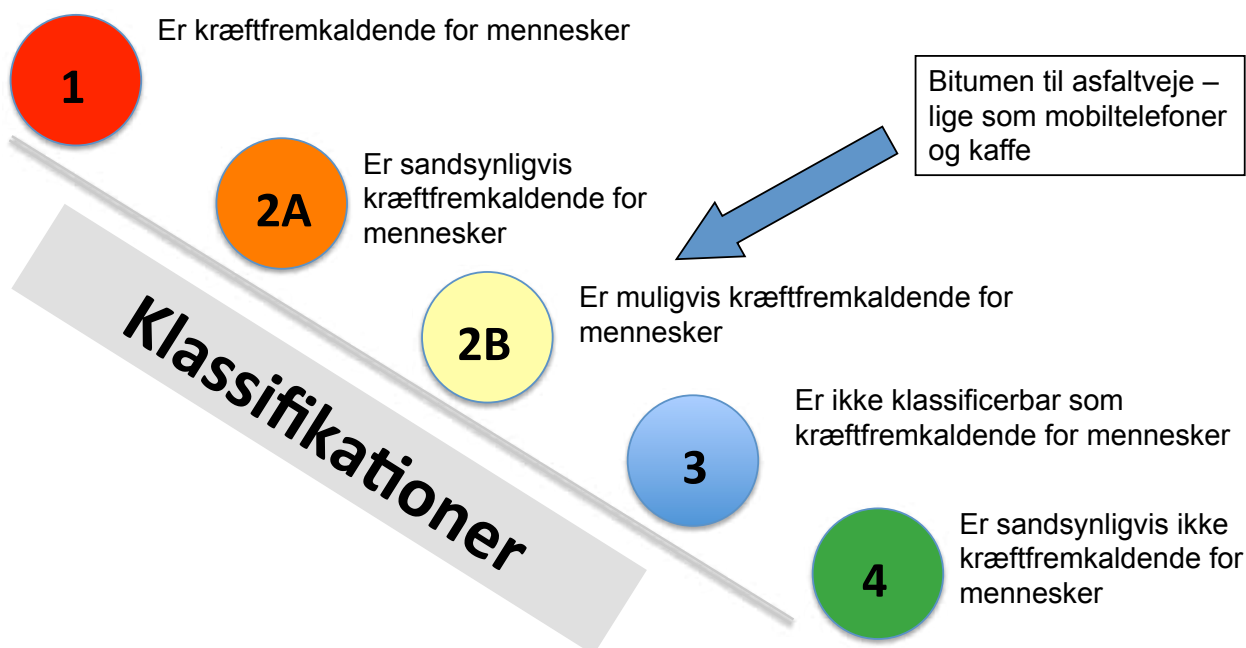 1
Er kræftfremkaldende for mennesker
Bitumen til asfaltveje –
lige som mobiltelefoner
og kaffe
2A
Er sandsynligvis
kræftfremkaldende for
mennesker
2B
Er muligvis kræftfremkaldende for
mennesker
Klassifikationer
3
Er ikke klassificerbar som
kræftfremkaldende for mennesker
4
Er sandsynligvis ikke
kræftfremkaldende for
mennesker